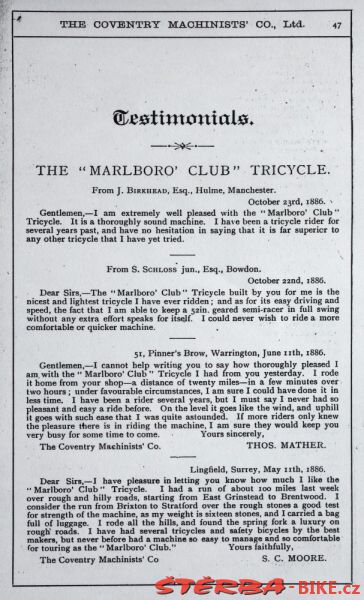 THE COVENTRY MACHINISTS' CO., Ltd. 47
Testimonials.
THE "MARLBORO' CLUB" TRICYCLE.
From J. BIRKHEAD, Esq., Hulme, Manchester.
October 23rd, 1886.
Gentlemen,—I am extremely well pleased with the "Marlboro' Club"
Tricycle. It is a thoroughly sound machine. I have been a tricycle rider for
several years past, and have no hesitation in saying that it is far superior to
any other tricycle that I have yet tried.
From S. SCHLOSS jun., Esq., Bowdon.
October 22nd, 1886.
Dear Sirs,—The "Marlboro' Club" Tricycle built by you for me is the
nicest and lightest tricycle I have ever ridden; and as for its easy driving and
speed, the fact that I am able to keep a 52in. geared semi-racer in full swing
without any extra effort speaks for itself. I could never wish to ride a more
comfortable or quicker machine.
51, Pinner's Brow, Warrington, June 11th, 1886.
Gentlemen,—I cannot help writing you to say how thoroughly pleased I
am with the "Marlboro' Club" Tricycle I had from you yesterday. I rode
it home from your shop—a distance of twenty miles—in a few minutes over
two hours; under favourable circumstances, I am sure I could have done it in
less time. I have been a rider several years, but I must say I never had so
pleasant and easy a ride before. On the level it goes like the wind, and uphill
it goes with such ease that I was quite astounded. If more riders only knew
the pleasure there is in riding the machine, I am sure they would keep you
very busy for some time to come. Yours sincerely,
The Coventry Machinists' Co. THOS. MATHER.
Lingfield, Surrey, May 11th, 1886.
Dear Sirs,—I have pleasure in letting you know how much I like the
"Marlboro' Club" Tricycle. I had a run of about 100 miles last week
over rough and hilly roads, starting from East Grinstead to Brentwood. I
consider the run from Brixton to Stratford over the rough stones a good test
for strength of the machine, as my weight is sixteen stones, and I carried a bag
full of luggage. I rode all the hills, and found the spring fork a luxury on
rough roads. I have had several tricycles and safety bicycles by the best
makers, but never before had a machine so easy to manage and so comfortable
for touring as the "Marlboro' Club." Yours faithfully,
The Coventry Machinists' Co S. C. MOORE.
ŠTĚRBA-BIKE.cz